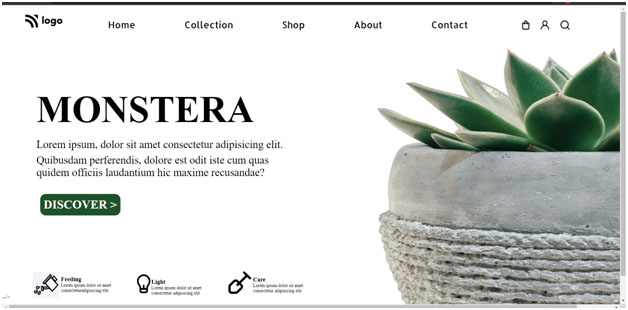 logo
Home Collection Shop About Contact
MONSTERA
Lorem ipsum, dolor sit amet consectetur adipisicing elit.
Quibusdam perferendis, dolore est odit iste cum quas
quidem officiis laudantium hic maxime recusandae?
DISCOVER >
Feeding
Lorem ipsum dolor sit amet
consecteturadipisicing elit
Light
Lorem ipsum dolor sit amet
consectetur adipisicing elit
Care
Lorem ipsum dolor sit amet
consectetur adipisicing elit